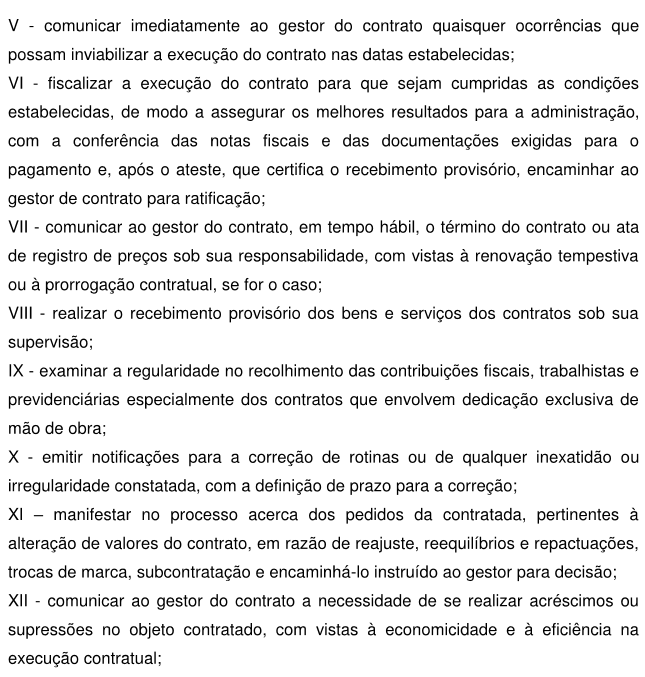 V - comunicar imediatamente ao gestor do contrato quaisquer ocorrências que
possam inviabilizar a execução do contrato nas datas estabelecidas;
VI - fiscalizar a execução do contrato para que sejam cumpridas as condições
estabelecidas, de modo a assegurar os melhores resultados para a administração,
com a conferência das notas fiscais e das documentações exigidas para o
pagamento e, após o ateste, que certifica o recebimento provisório, encaminhar ao
gestor de contrato para ratificação;
VII - comunicar ao gestor do contrato, em tempo hábil, o término do contrato ou ata
de registro de preços sob sua responsabilidade, com vistas à renovação tempestiva
ou à prorrogação contratual, se for o caso;
VIII - realizar o recebimento provisório dos bens e serviços dos contratos sob sua
supervisão;
IX - examinar a regularidade no recolhimento das contribuições fiscais, trabalhistas e
previdenciárias especialmente dos contratos que envolvem dedicação exclusiva de
mão de obra;
X - emitir notificações para a correção de rotinas ou de qualquer inexatidão ou
irregularidade constatada, com a definição de prazo para a correção;
XI – manifestar no processo acerca dos pedidos da contratada, pertinentes à
alteração de valores do contrato, em razão de reajuste, reequilíbrios e repactuações,
trocas de marca, subcontratação e encaminhá-lo instruído ao gestor para decisão;
XII - comunicar ao gestor do contrato a necessidade de se realizar acréscimos ou
supressões no objeto contratado, com vistas à economicidade e à eficiência na
execução contratual;